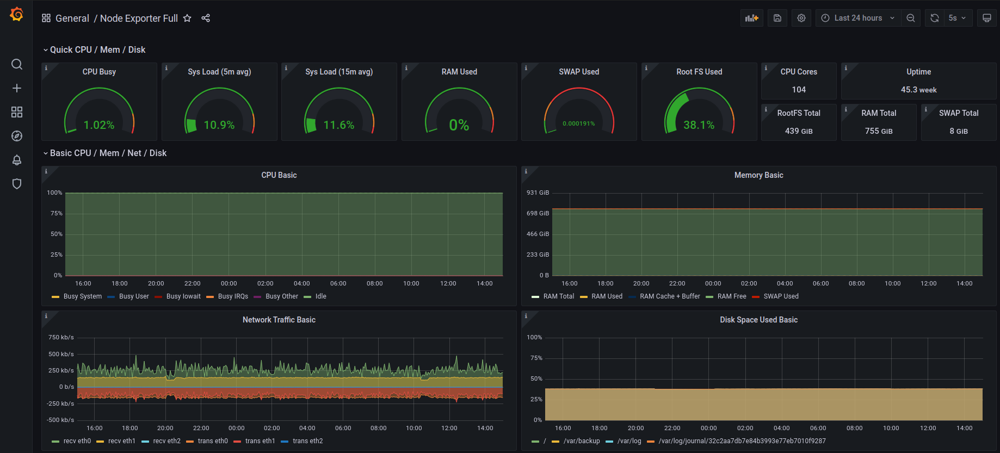 General / Node Exporter Full
Last 24 hours
5s
Quick CPU / Mem / Disk
CPU Busy
1.02%
Sys Load (5m avg)
10.9%
Sys Load (15m avg)
11.6%
RAM Used
0%
SWAP Used
0.000191%
Root FS Used
38.1%
CPU Cores
104
Uptime
45.3 week
RootFS Total
439 GiB
RAM Total
755 GiB
SWAP Total
8 GiB
Basic CPU / Mem / Net / Disk
CPU Basic
100%
75%
50%
25%
0%
16:00 18:00 20:00 22:00 00:00 02:00 04:00 06:00 08:00 10:00 12:00 14:00
Busy System Busy User Busy Iowait Busy IRQs Busy Other Idle
Memory Basic
931 GiB
698 GiB
466 GiB
233 GiB
0 B
16:00 18:00 20:00 22:00 00:00 02:00 04:00 06:00 08:00 10:00 12:00 14:00
RAM Total RAM Used RAM Cache + Buffer RAM Free SWAP Used
Network Traffic Basic
750 kb/s
500 kb/s
250 kb/s
0 b/s
-250 kb/s
-500 kb/s
16:00 18:00 20:00 22:00 00:00 02:00 04:00 06:00 08:00 10:00 12:00 14:00
recv eth0 recv eth1 recv eth2 trans eth0 trans eth1 trans eth2
Disk Space Used Basic
100%
75%
50%
25%
0%
16:00 18:00 20:00 22:00 00:00 02:00 04:00 06:00 08:00 10:00 12:00 14:00
/ /var/backup /var/log /var/log/journal/32c2aa7db7e84b3993e77eb7010f9287